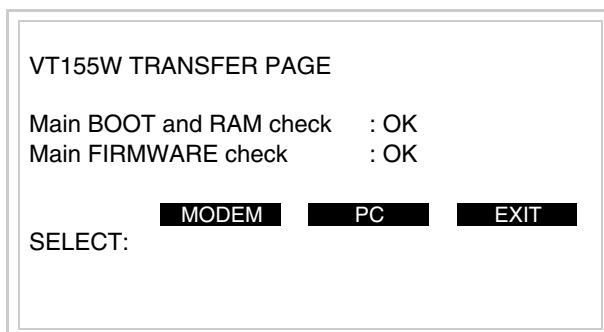 VT155W TRANSFER PAGE
Main BOOT and RAM check : OK
Main FIRMWARE check : OK
MODEM PC EXIT
SELECT: